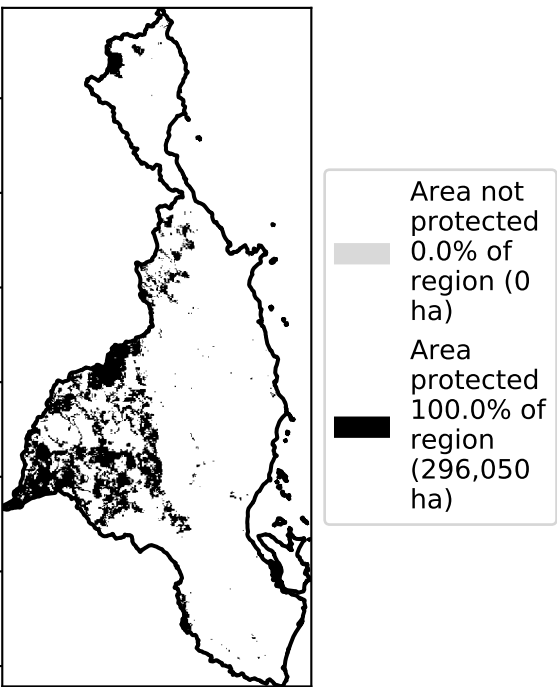 Area not
protected
0.0% of
region (0
ha)
Area
protected
100.0% of
region
(296,050
ha)